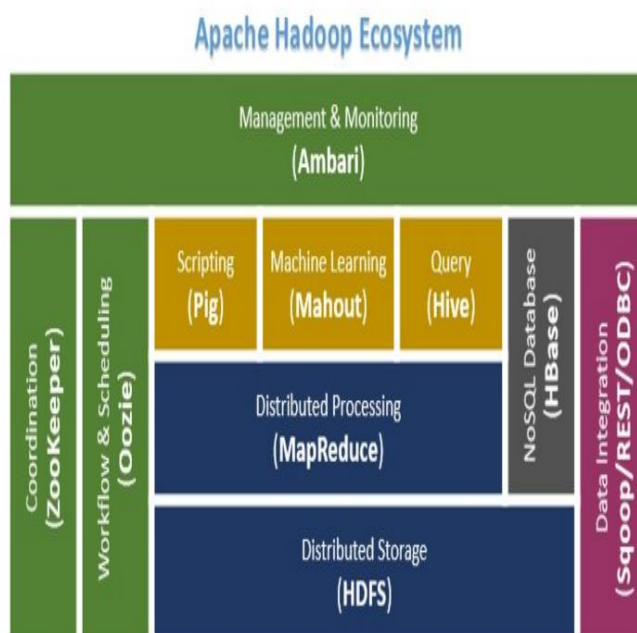 Apache Hadoop Ecosystem
Management & Monitoring
(Ambari)
Coordination
(ZooKeeper)
Workflow & Scheduling
(Oozie)
Scripting
(Pig)
Machine Learning
(Mahout)
Query
(Hive)
Distributed Processing
(MapReduce)
Distributed Storage
(HDFS)
NoSQL Database
(HBase)
Data Integration
(Sqoop/REST/ODBC)